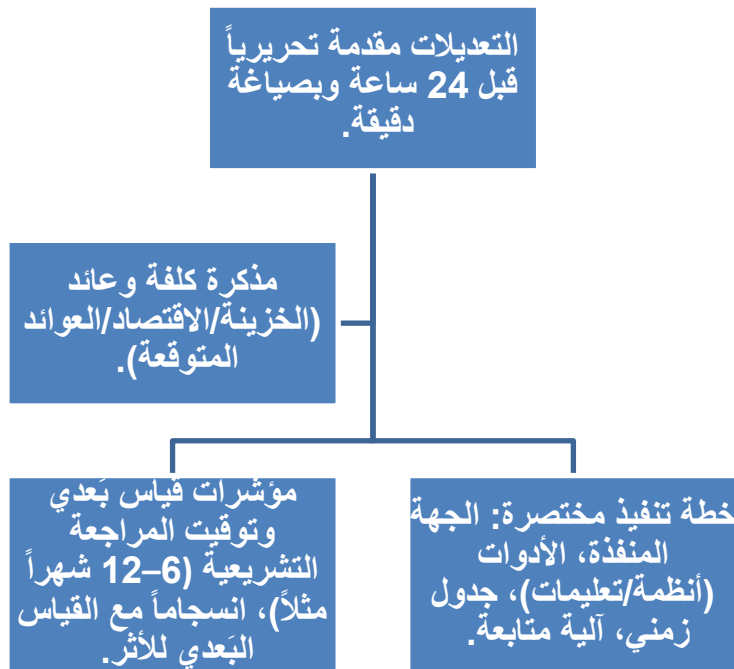 التعديلات مقدمة تحريرياً
قبل 24 ساعة وبصياغة
دقيقة.
مذكرة كلفة وعائد
(الخزينة/الاقتصاد/العوائد
المتوقعة).
خطة تنفيذ مختصرة: الجهة
المنفذة، الأدوات
(أنظمة/تعليمات)، جدول
زمني، آلية متابعة.
مؤشرات قياس بَعدي
وتوقيت المراجعة
التشريعية (6–12 شهراً
مثلاً)، انسجاماً مع القياس
البَعدي للأثر.